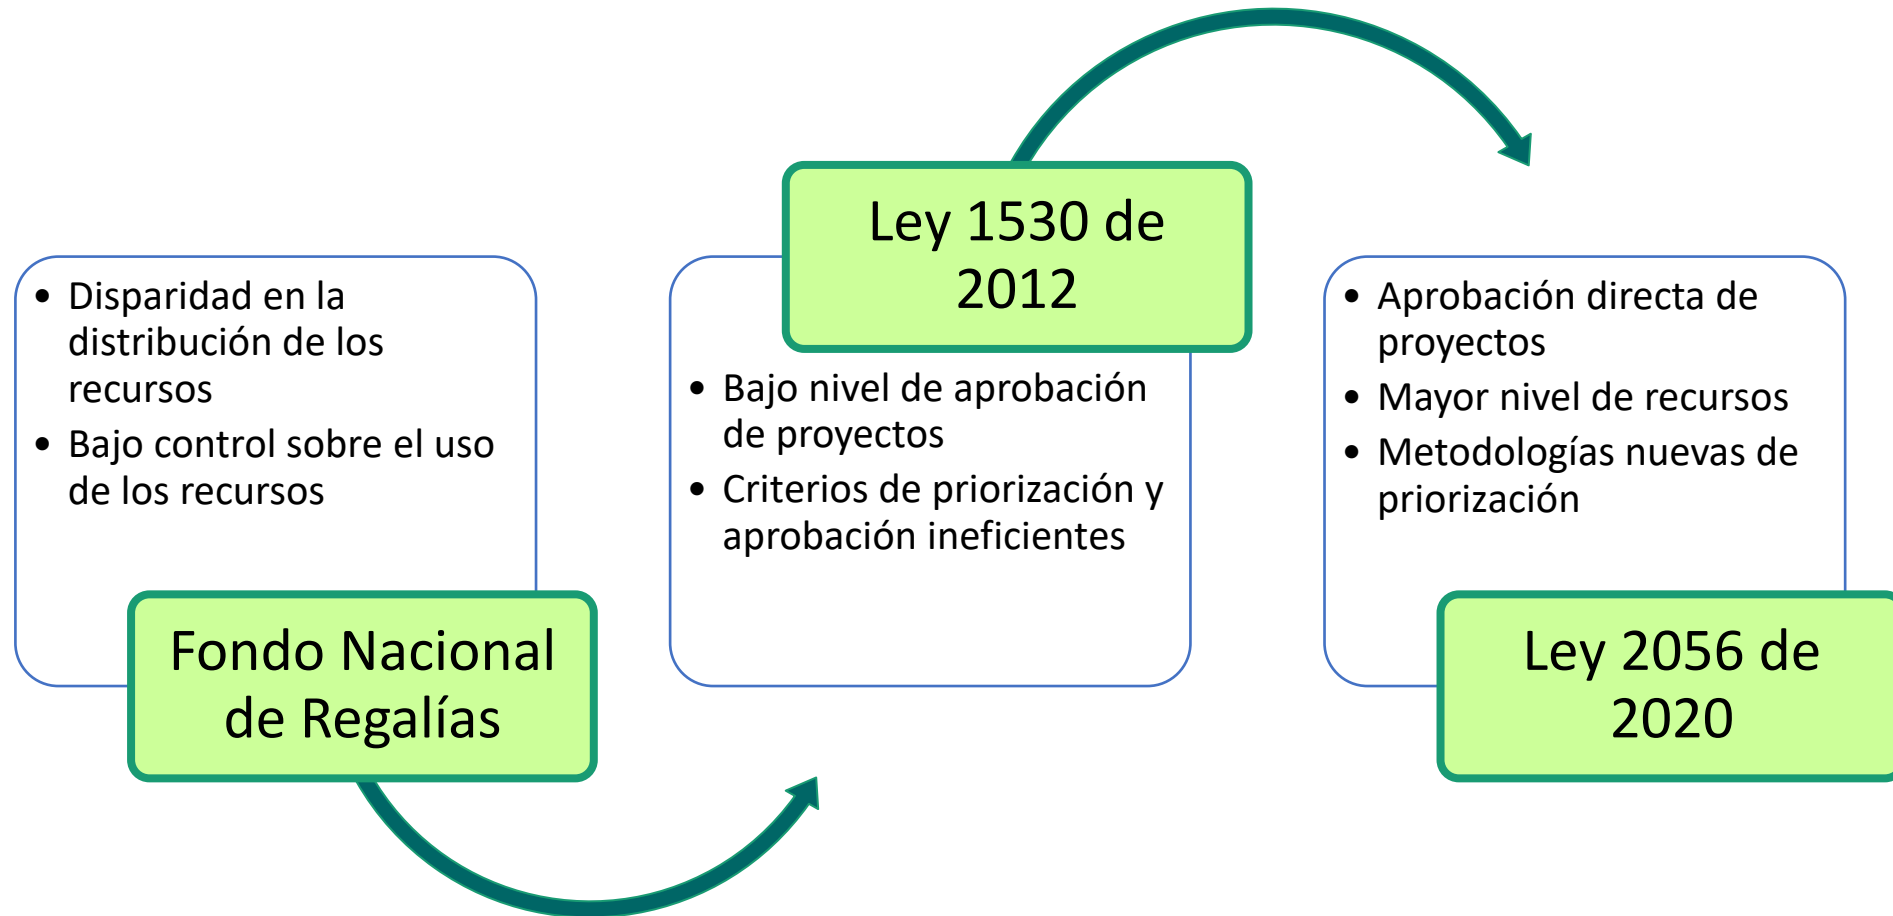 • Disparidad en la
distribución de los
recursos
• Bajo control sobre el uso
de los recursos
Fondo Nacional
de Regalías
Ley 1530 de
2012
• Bajo nivel de aprobación
de proyectos
• Criterios de priorización y
aprobación ineficientes
• Aprobación directa de
proyectos
• Mayor nivel de recursos
• Metodologías nuevas de
priorización
Ley 2056 de
2020